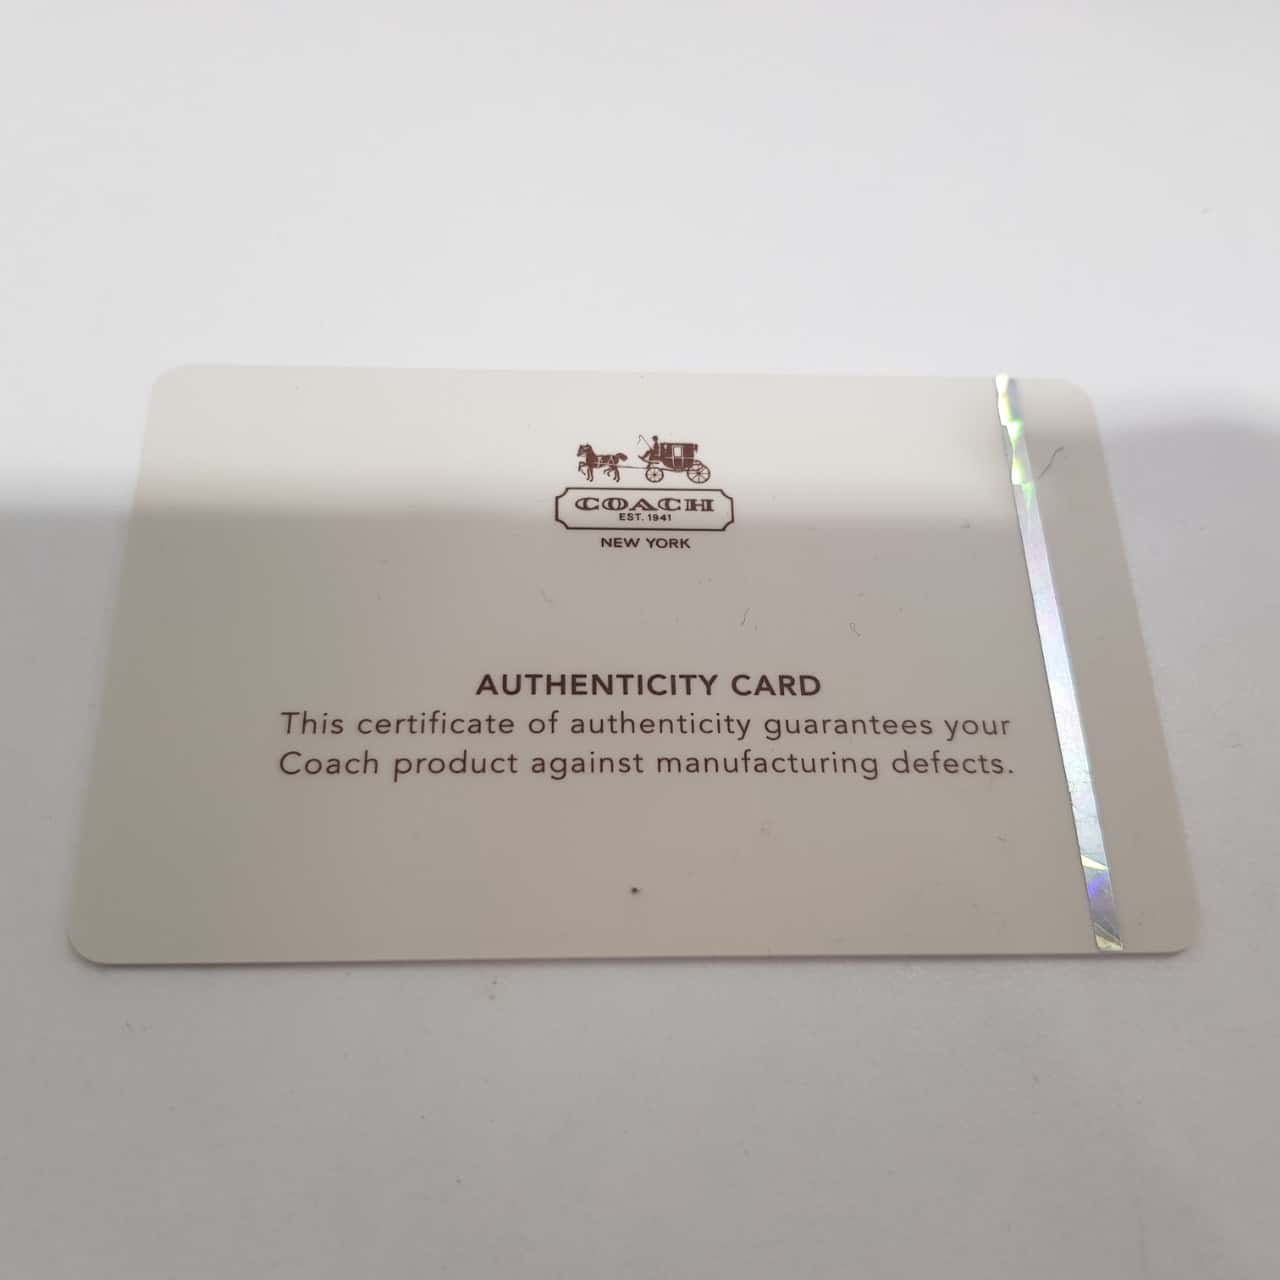 COACH
EST. 1941
NEW YORK
AUTHENTICITY CARD
This certificate of authenticity guarantees your
Coach product against manufacturing defects.